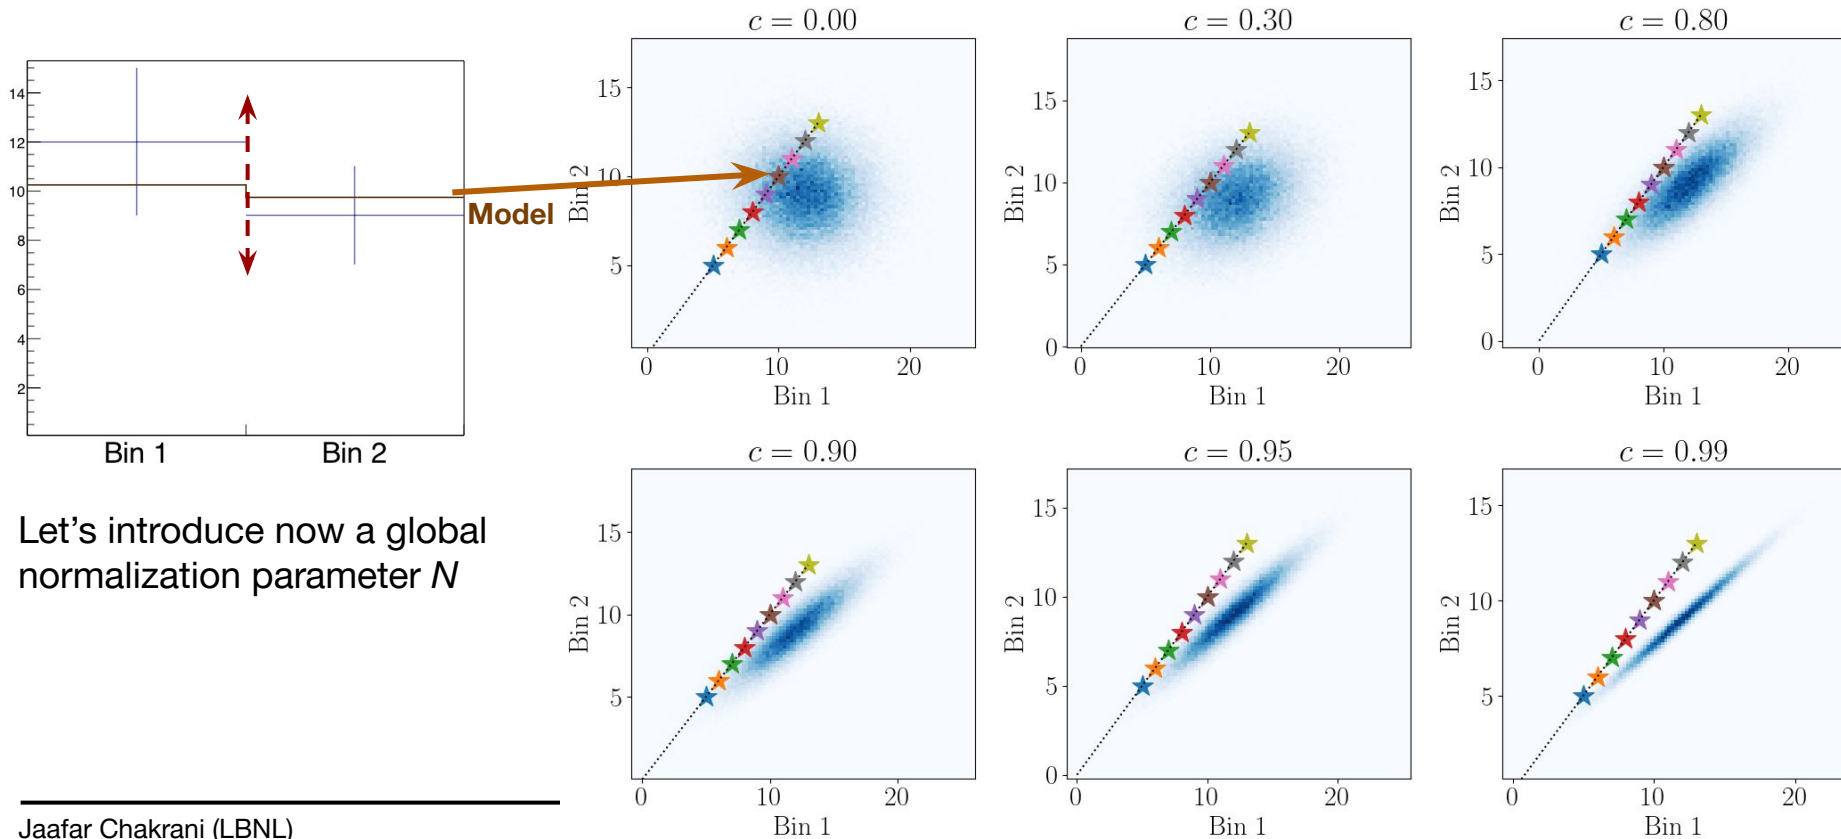 14
12
10
8
6
4
2
Bin 1 Bin 2
Model
Let's introduce now a global
normalization parameter N
Jaafar Chakrani (LBNL)
c = 0.00
15
10
5
Bin 2
0 10 20
Bin 1
c = 0.30
15
10
5
0
Bin 2
0 10 20
Bin 1
c = 0.80
15
10
5
0
Bin 2
0 10 20
Bin 1
c = 0.90
15
10
5
Bin 2
0 10 20
Bin 1
c = 0.95
15
10
5
0
Bin 2
0 10 20
Bin 1
c = 0.99
15
10
5
Bin 2
0 10 20
Bin 1